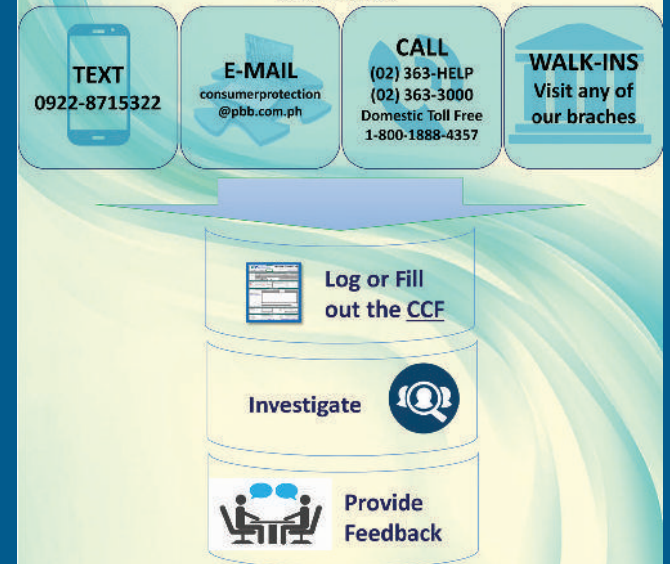 TEXT
0922-8715322
E-MAIL
consumerprotection
@pbb.com.ph
CALL
(02) 363-HELP
(02) 363-3000
Domestic Toll Free
1-800-1888-4357
WALK-INS
Visit any of
our braches
Log or Fill
out the CCF
Investigate
Provide
Feedback